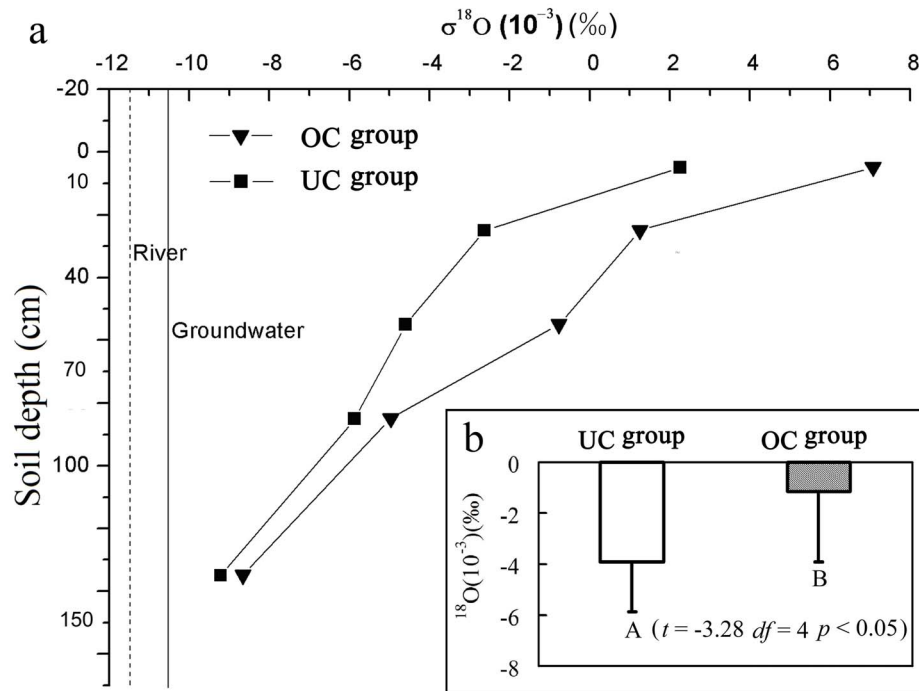 a
σ¹⁸O (10⁻³) (‰)
-12 -10 -8 -6 -4 -2 0 2 4 6 8
-20
0
10
40
70
100
150
Soil depth (cm)
OC group
UC group
River
Groundwater
b
UC group OC group
0
-2
-4
-6
-8
¹⁸O(10⁻³)(‰)
B
A (t = -3.28 df = 4 p < 0.05)